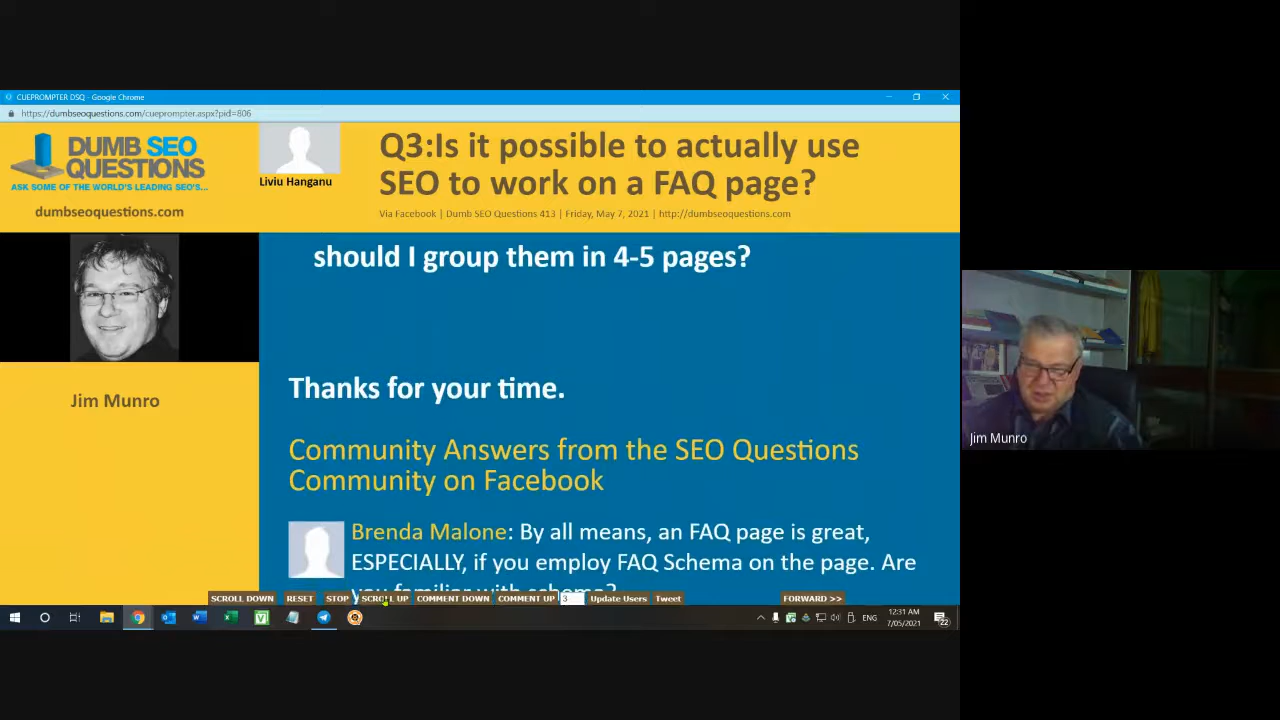 CUEPROMPTER DSQ - Google Chrome
https://dumbseoquestions.com/cueprompter.aspx?pid=806
DUMB SEO
QUESTIONS
ASK SOME OF THE WORLD'S LEADING SEO'S...
dumbseoquestions.com
Liviu Hanganu
Q3:Is it possible to actually use
SEO to work on a FAQ page?
Via Facebook | Dumb SEO Questions 413 | Friday, May 7, 2021 | http://dumbseoquestions.com
Jim Munro
should I group them in 4-5 pages?
Thanks for your time.
Community Answers from the SEO Questions
Community on Facebook
Brenda Malone: By all means, an FAQ page is great,
ESPECIALLY, if you employ FAQ Schema on the page. Are
you familiar with schema?
SCROLL DOWN RESET STOP SCROLL UP COMMENT DOWN COMMENT UP 3 Update Users Tweet FORWARD >>
ENG
12:31 AM
7/05/2021
22
Jim Munro